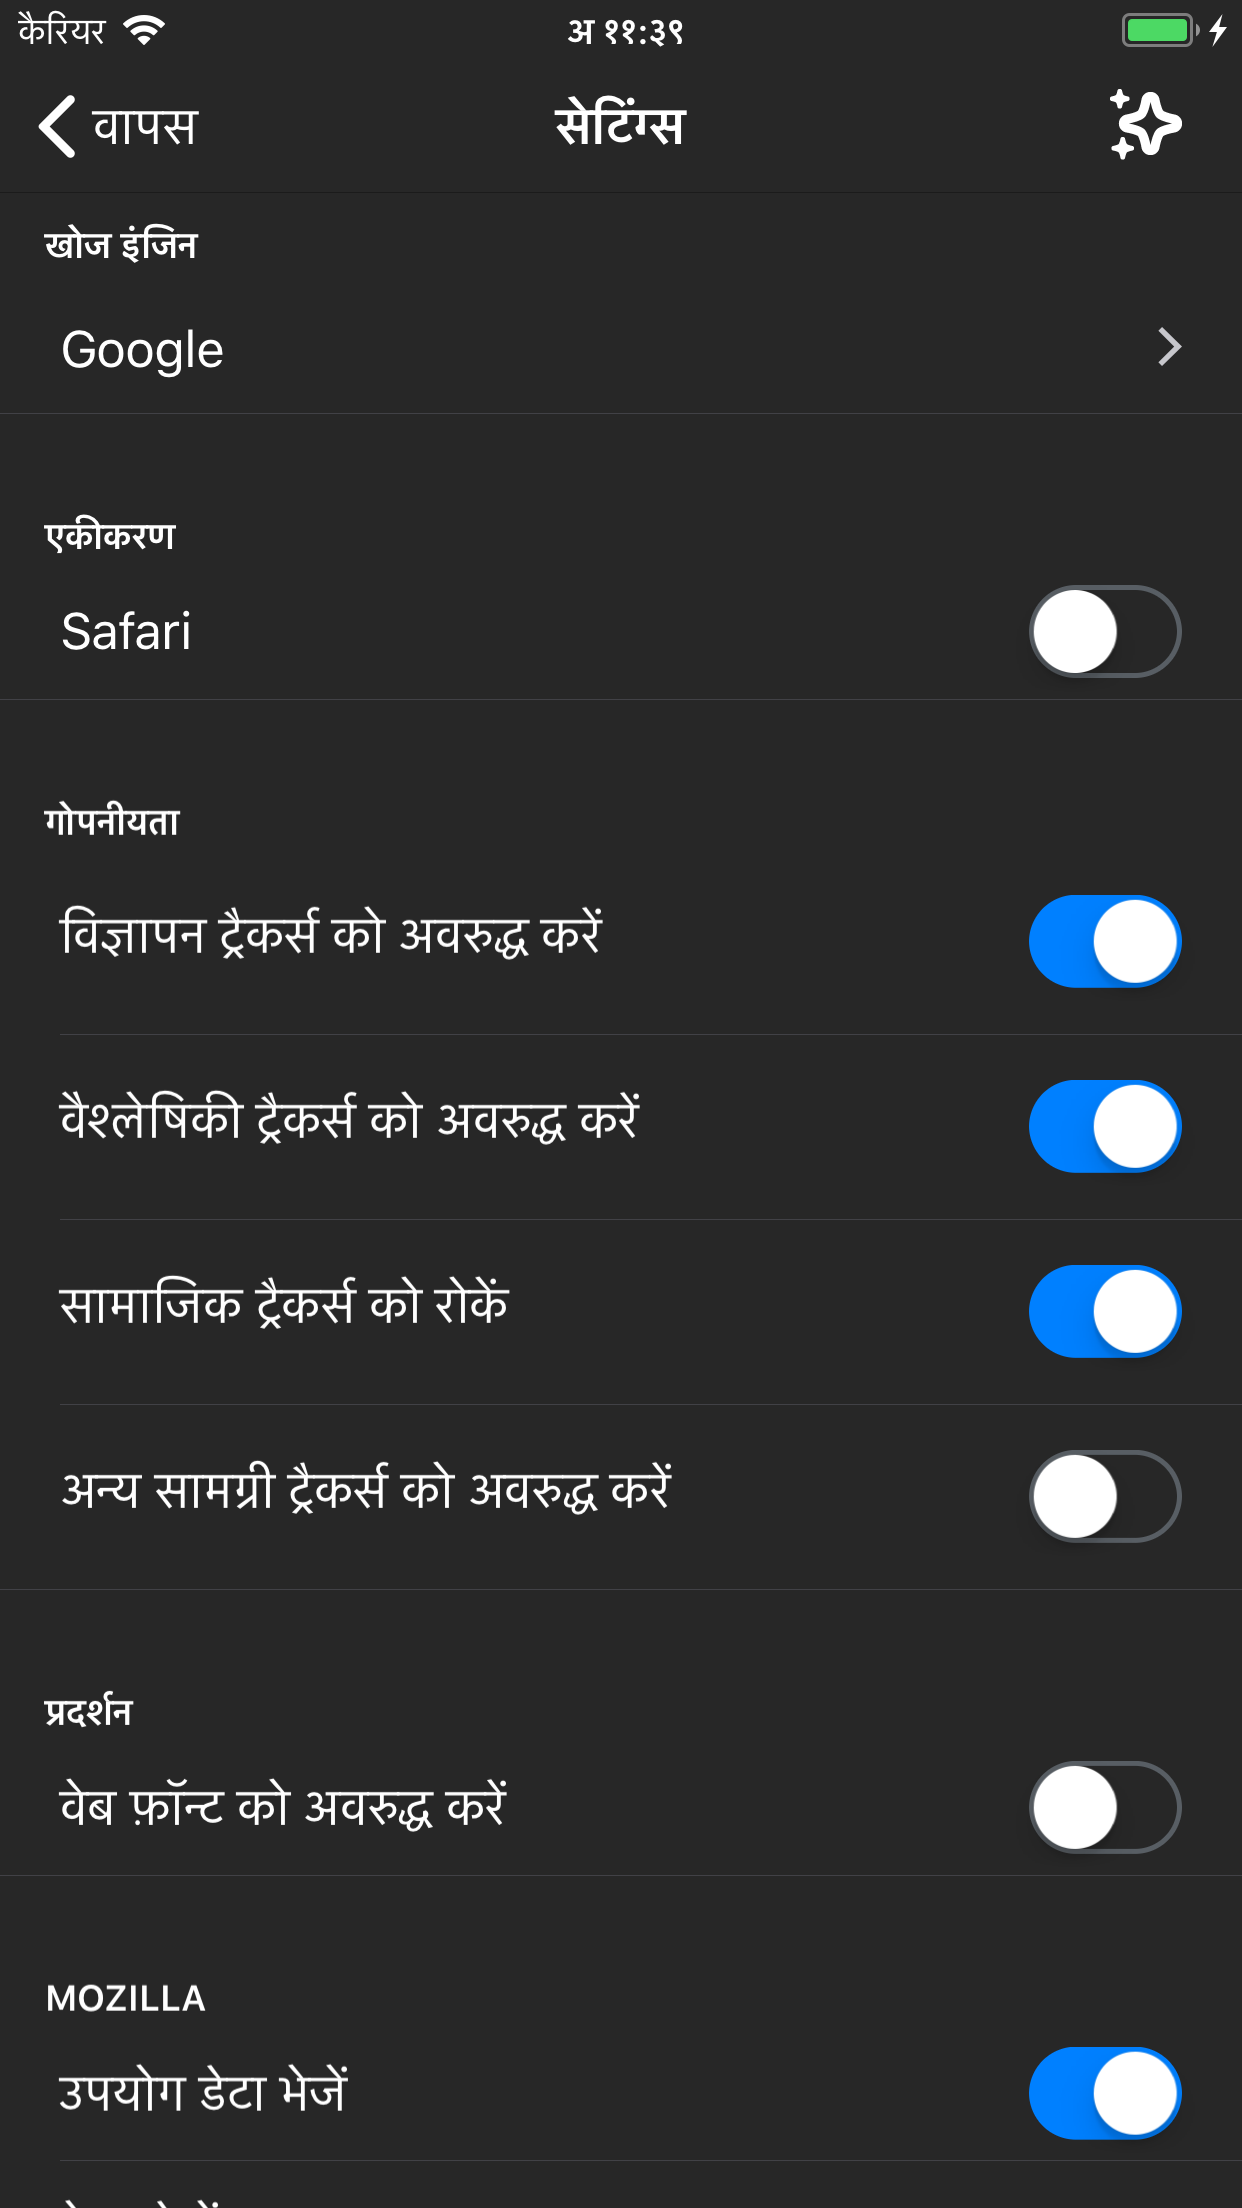 कैरियर
अ ११:३९
वापस
सेटिंग्स
खोज इंजिन
Google
एकीकरण
Safari
गोपनीयता
विज्ञापन ट्रैकर्स को अवरुद्ध करें
वैश्लेषिकी ट्रैकर्स को अवरुद्ध करें
सामाजिक ट्रैकर्स को रोकें
अन्य सामग्री ट्रैकर्स को अवरुद्ध करें
प्रदर्शन
वेब फ़ॉन्ट को अवरुद्ध करें
MOZILLA
उपयोग डेटा भेजें